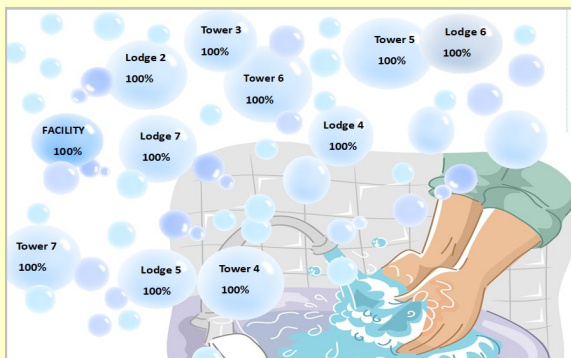 Tower 3
100%
Tower 5
100%
Lodge 6
100%
Lodge 2
100%
Tower 6
100%
FACILITY
100%
Lodge 7
100%
Lodge 4
100%
Tower 7
100%
Lodge 5
100%
Tower 4
100%